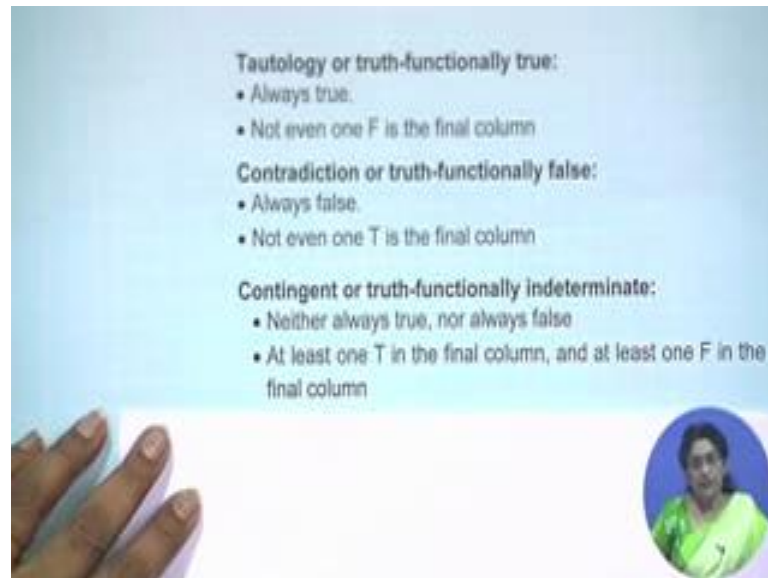 Tautology or truth-functionally true:
• Always true.
• Not even one F is the final column
Contradiction or truth-functionally false:
• Always false.
• Not even one T is the final column
Contingent or truth-functionally indeterminate:
• Neither always true, nor always false
• At least one T in the final column, and at least one F in the
final column